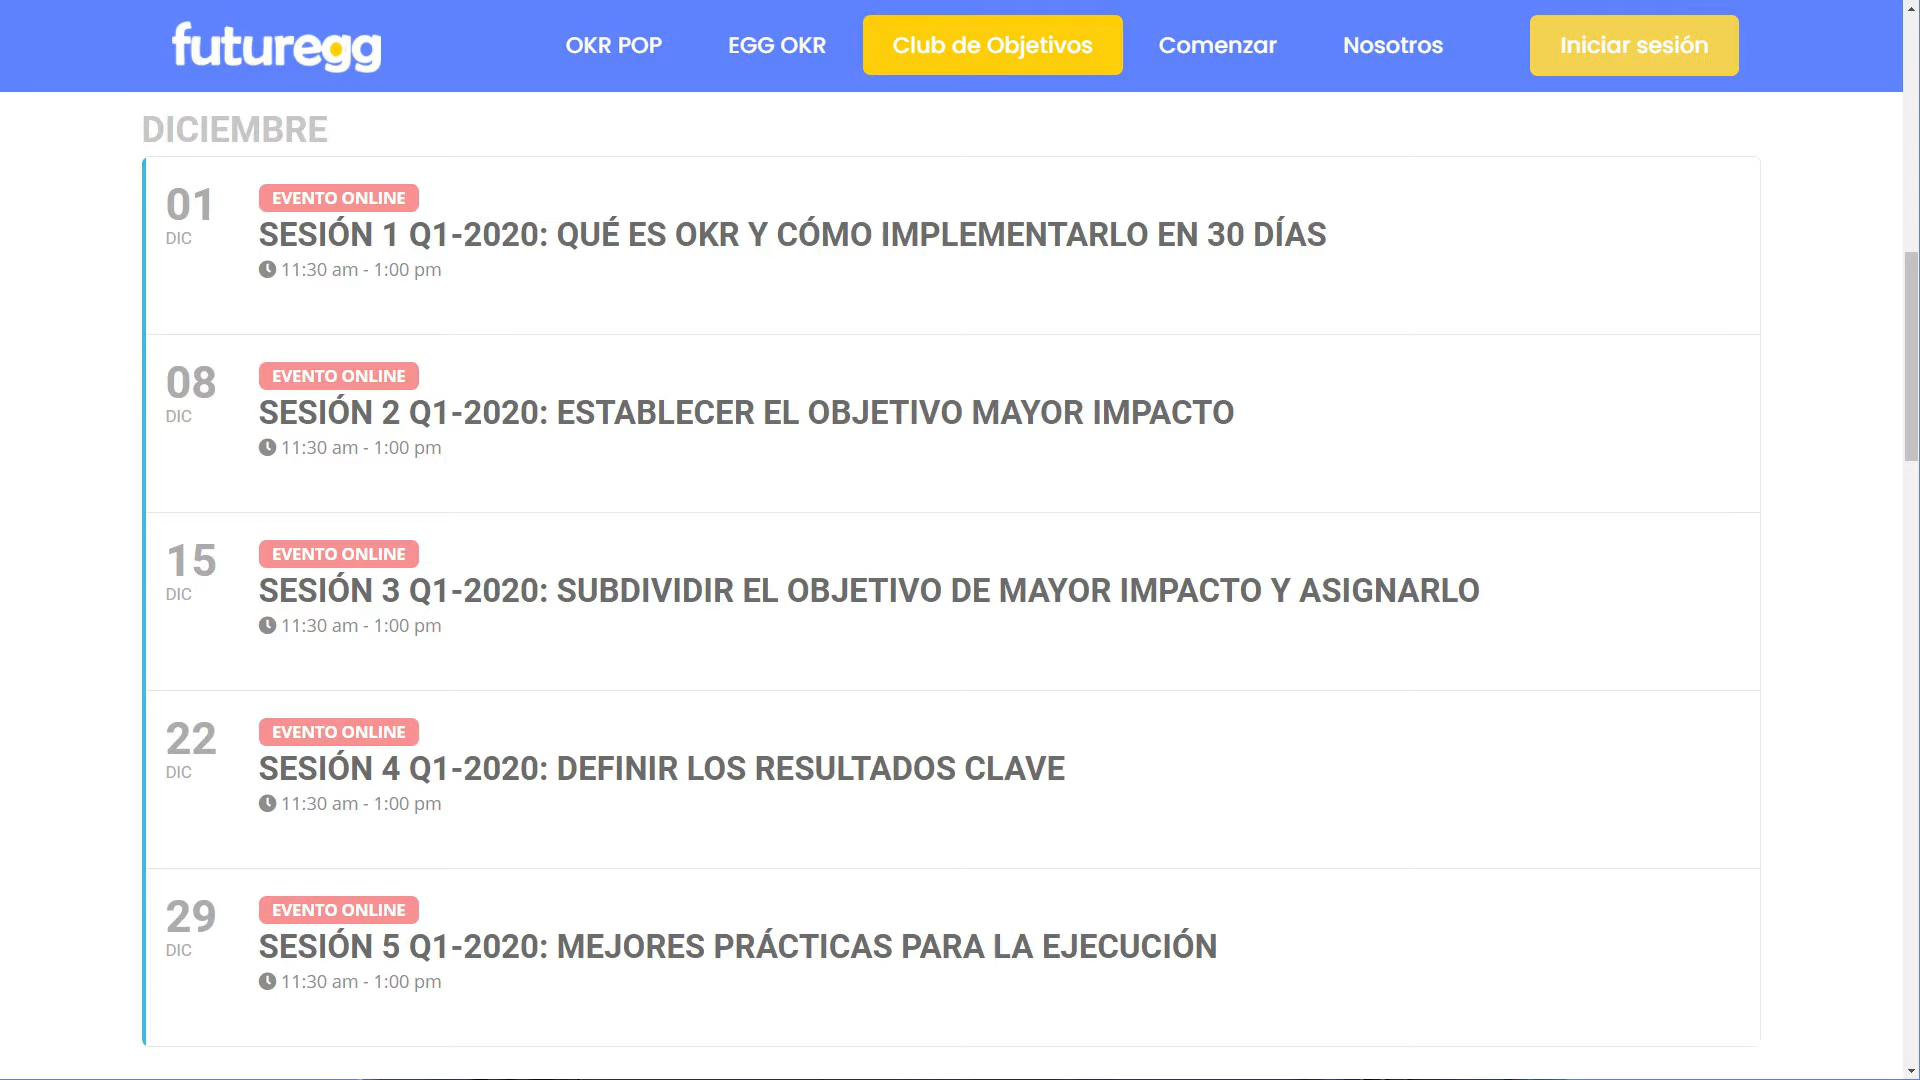 futuregg
OKR POP
EGG OKR
Club de Objetivos
Comenzar
Nosotros
Iniciar sesión
DICIEMBRE
01
DIC
EVENTO ONLINE
SESIÓN 1 Q1-2020: QUÉ ES OKR Y CÓMO IMPLEMENTARLO EN 30 DÍAS
11:30 am - 1:00 pm
08
DIC
EVENTO ONLINE
SESIÓN 2 Q1-2020: ESTABLECER EL OBJETIVO MAYOR IMPACTO
11:30 am - 1:00 pm
15
DIC
EVENTO ONLINE
SESIÓN 3 Q1-2020: SUBDIVIDIR EL OBJETIVO DE MAYOR IMPACTO Y ASIGNARLO
11:30 am - 1:00 pm
22
DIC
EVENTO ONLINE
SESIÓN 4 Q1-2020: DEFINIR LOS RESULTADOS CLAVE
11:30 am - 1:00 pm
29
DIC
EVENTO ONLINE
SESIÓN 5 Q1-2020: MEJORES PRÁCTICAS PARA LA EJECUCIÓN
11:30 am - 1:00 pm